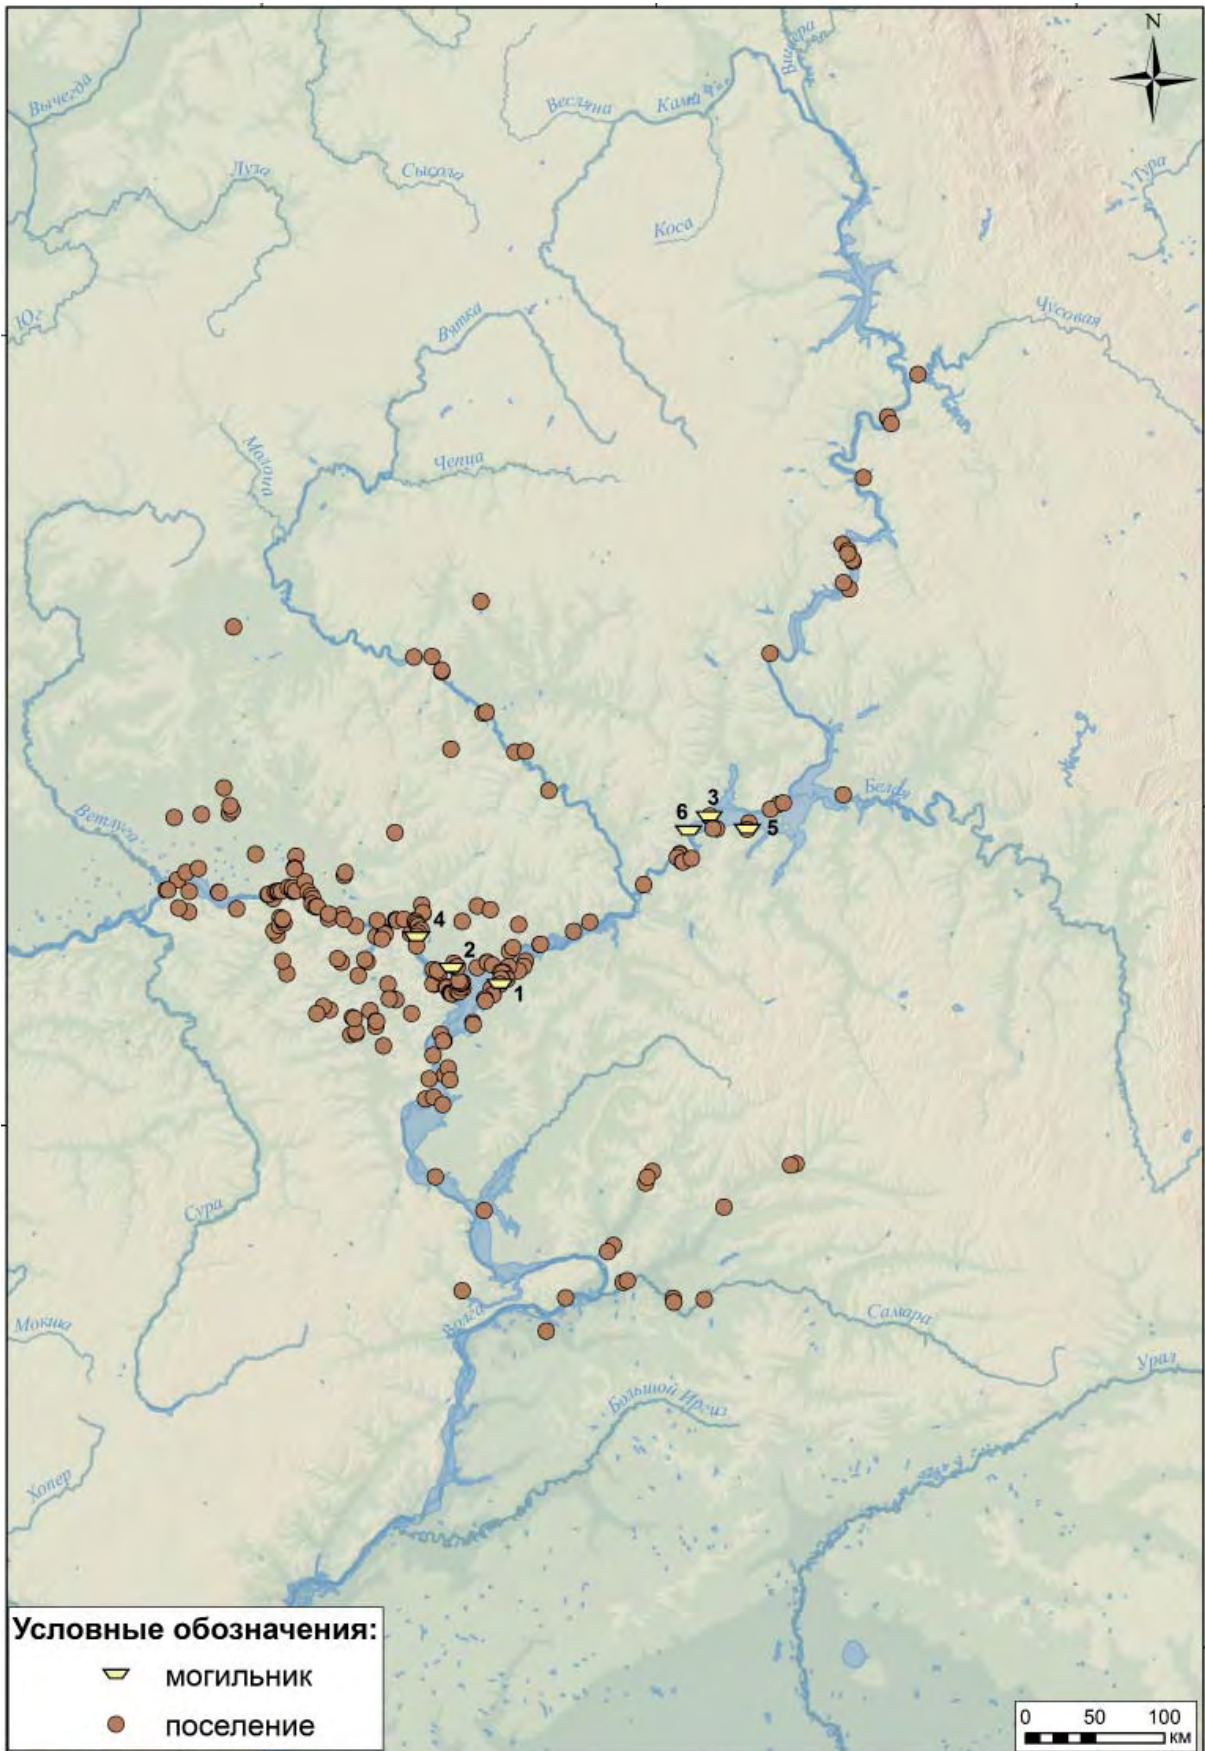 N
Вишера
Вычегда
Весляна
Кама
Луза
Сысола
Тура
Коса
Юг
Вятка
Чусовая
Молома
Чепца
Белая
3
6
5
Ветлуга
4
2
1
Сура
Самара
Мокша
Волга
Урал
Большой Иргиз
Хопер
Условные обозначения:
могильник
поселение
0 50 100
КМ